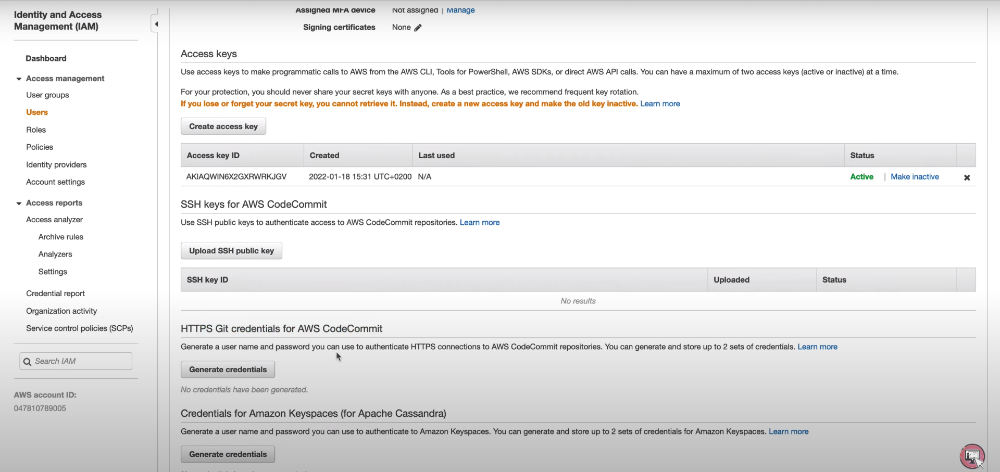 Identity and Access
Management (IAM)
Dashboard
Access management
User groups
Users
Roles
Policies
Identity providers
Account settings
Access reports
Access analyzer
Archive rules
Analyzers
Settings
Credential report
Organization activity
Service control policies (SCPs)
Search IAM
AWS account ID:
047810789005
Assigned MFA device Not assigned | Manage
Signing certificates None
Access keys
Use access keys to make programmatic calls to AWS from the AWS CLI, Tools for PowerShell, AWS SDKs, or direct AWS API calls. You can have a maximum of two access keys (active or inactive) at a time.
For your protection, you should never share your secret keys with anyone. As a best practice, we recommend frequent key rotation.
If you lose or forget your secret key, you cannot retrieve it. Instead, create a new access key and make the old key inactive. Learn more
Create access key
Access key ID Created Last used Status
AKIAQWIN6X2GXRWRKJGV 2022-01-18 15:31 UTC+0200 N/A Active | Make inactive
SSH keys for AWS CodeCommit
Use SSH public keys to authenticate access to AWS CodeCommit repositories. Learn more
Upload SSH public key
SSH key ID Uploaded Status
No results
HTTPS Git credentials for AWS CodeCommit
Generate a user name and password you can use to authenticate HTTPS connections to AWS CodeCommit repositories. You can generate and store up to 2 sets of credentials. Learn more
Generate credentials
No credentials have been generated.
Credentials for Amazon Keyspaces (for Apache Cassandra)
Generate a user name and password you can use to authenticate to Amazon Keyspaces. You can generate and store up to 2 sets of credentials for Amazon Keyspaces. Learn more
Generate credentials